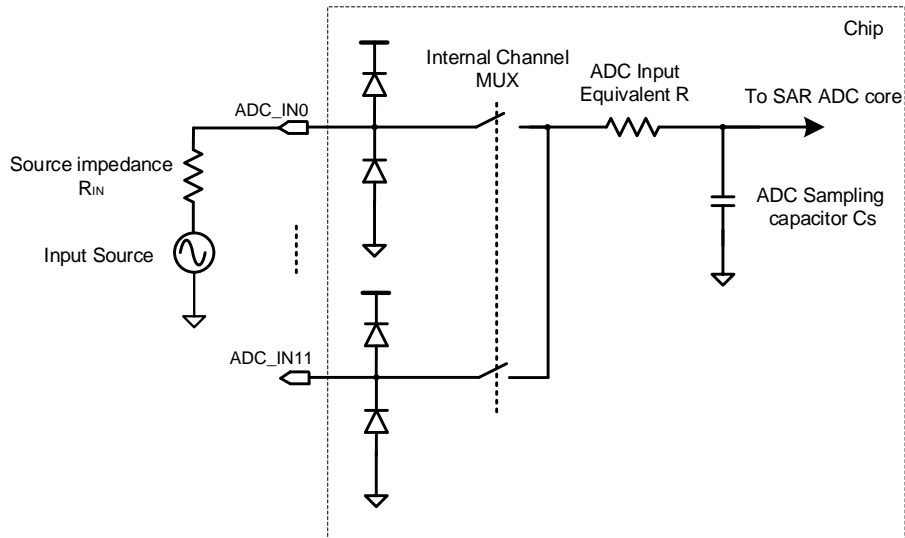 Chip
Internal Channel
MUX
ADC Input
Equivalent R
To SAR ADC core
ADC_IN0
Source impedance
RIN
Input Source
ADC Sampling
capacitor Cs
ADC_IN11